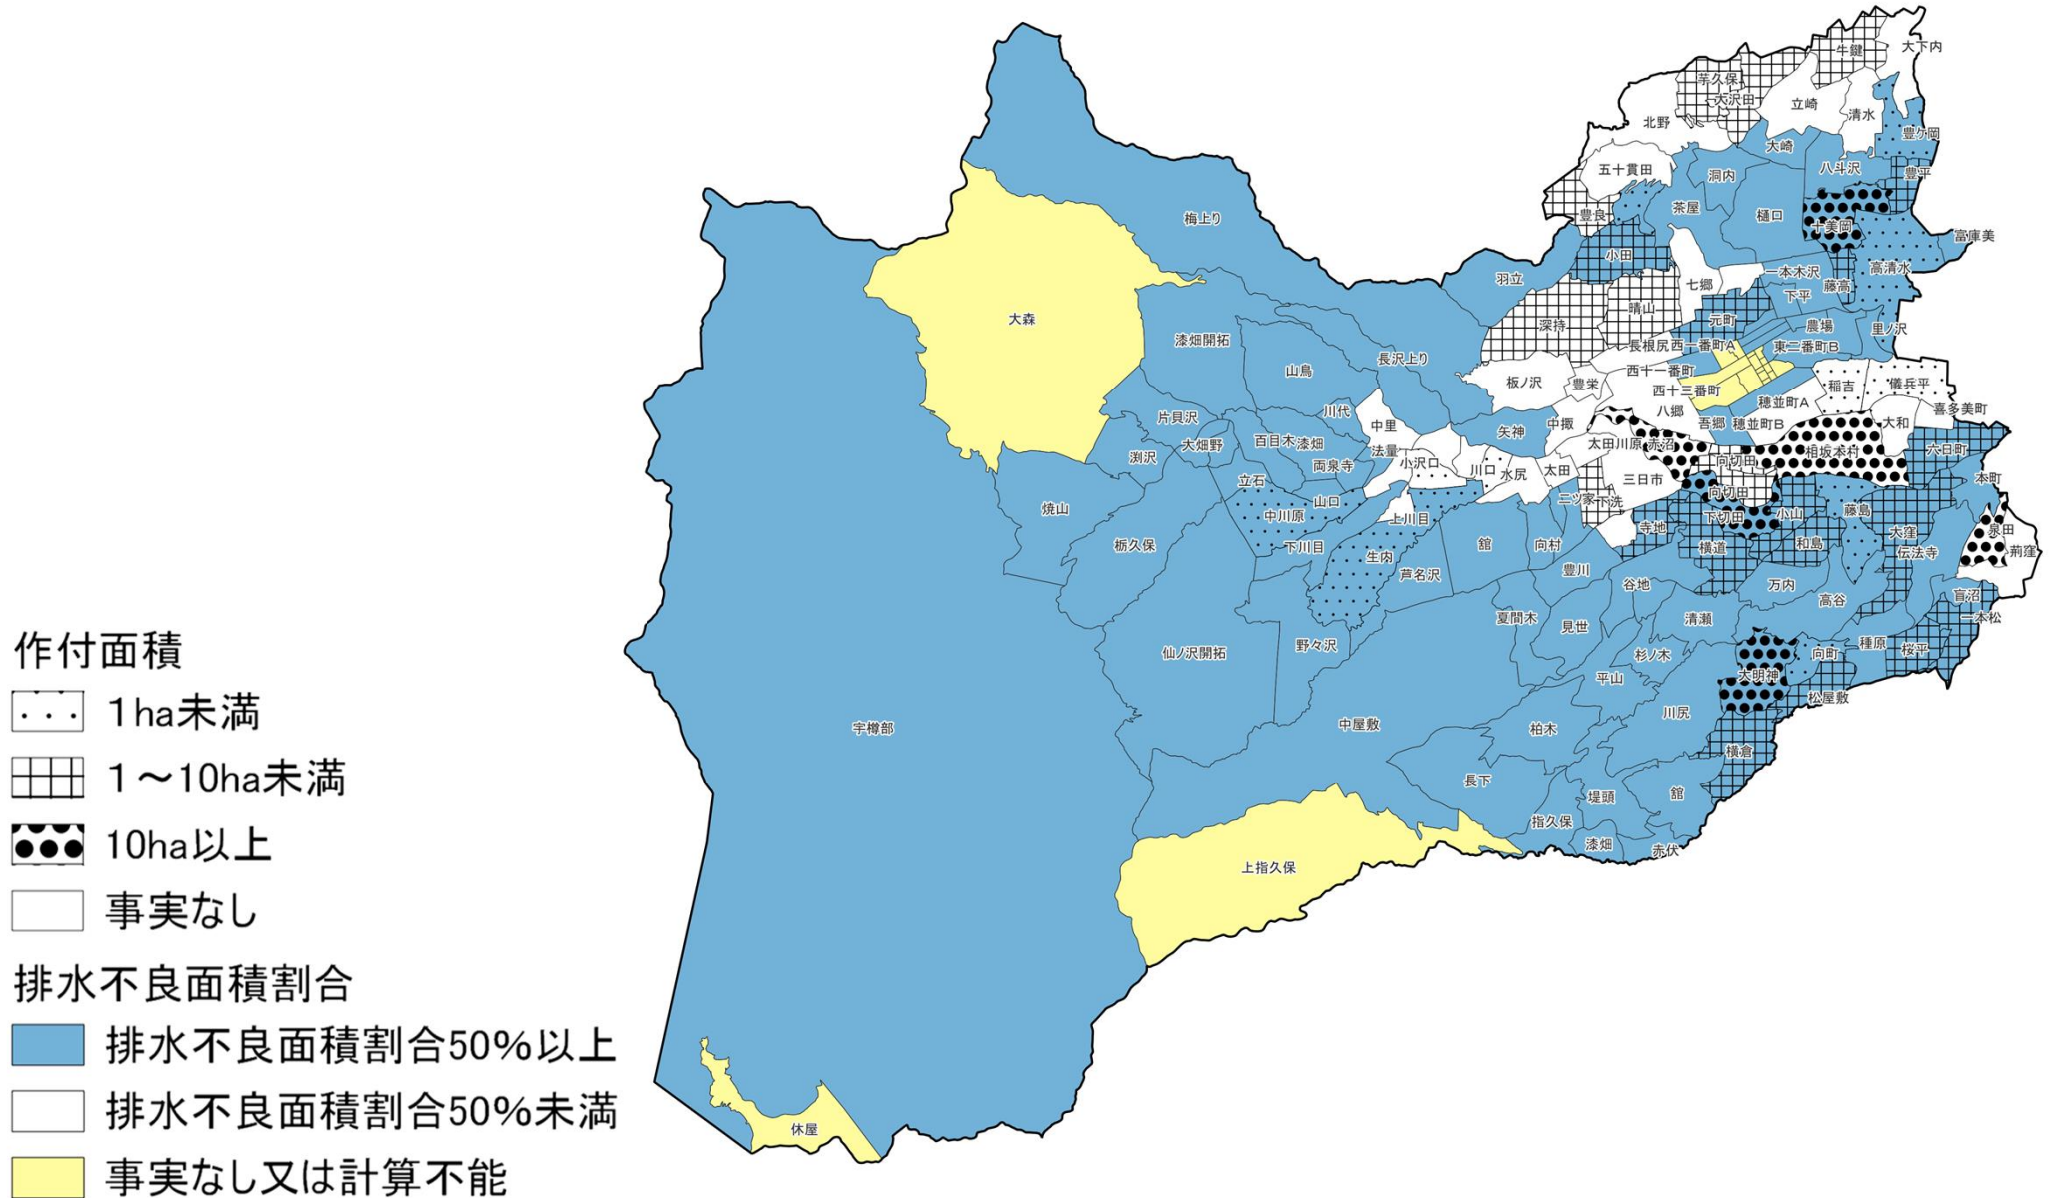 作付面積
1ha未満
1～10ha未満
10ha以上
事実なし
排水不良面積割合
排水不良面積割合50%以上
排水不良面積割合50%未満
事実なし又は計算不能
大下内
牛鍵
芋久保
大沢田
立崎
清水
北野
豊ケ岡
大崎
八斗沢
五十貫田
洞内
豊平
茶屋
樋口
豊良
十美岡
梅上り
富庫美
小田
羽立
一本木沢
高清水
七郷
藤高
下平
晴山
大森
深持
元町
農場
里ノ沢
漆畑開拓
長根尻
西一番町A
東二番町B
長沢上り
山鳥
西十一番町
板ノ沢
豊栄
西十三番町
稲吉
儀兵平
穂並町A
喜多美町
八郷
川代
片貝沢
中里
矢神
中掫
吾郷
穂並町B
大和
大畑野
百目木
漆畑
太田川原
赤沼
法量
相坂本村
六日町
渕沢
両泉寺
小沢口
川口
水尻
太田
向切田
三日市
立石
本町
向切田
二ツ家
下洗
山口
焼山
中川原
上川目
下切田
小山
藤島
寺地
泉田
大窪
栃久保
下川目
舘
向村
横道
和島
伝法寺
荊窪
生内
芦名沢
豊川
谷地
万内
高谷
盲沼
夏間木
見世
清瀬
一本松
野々沢
仙ノ沢開拓
杉ノ木
種原
桜平
向町
平山
大明神
松屋敷
川尻
宇樽部
中屋敷
柏木
横倉
長下
堤頭
舘
指久保
漆畑
赤伏
上指久保
休屋